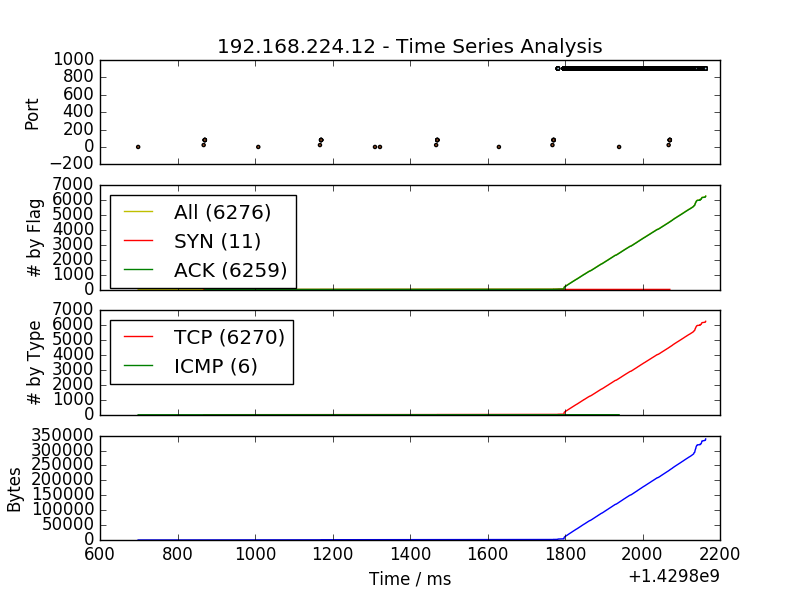 192.168.224.12 - Time Series Analysis
1000
800
600
400
200
0
−200
Port
7000
6000
5000
4000
3000
2000
1000
0
# by Flag
All (6276)
SYN (11)
ACK (6259)
7000
6000
5000
4000
3000
2000
1000
0
# by Type
TCP (6270)
ICMP (6)
350000
300000
250000
200000
150000
100000
50000
0
Bytes
600 800 1000 1200 1400 1600 1800 2000 2200
Time / ms
+1.4298e9